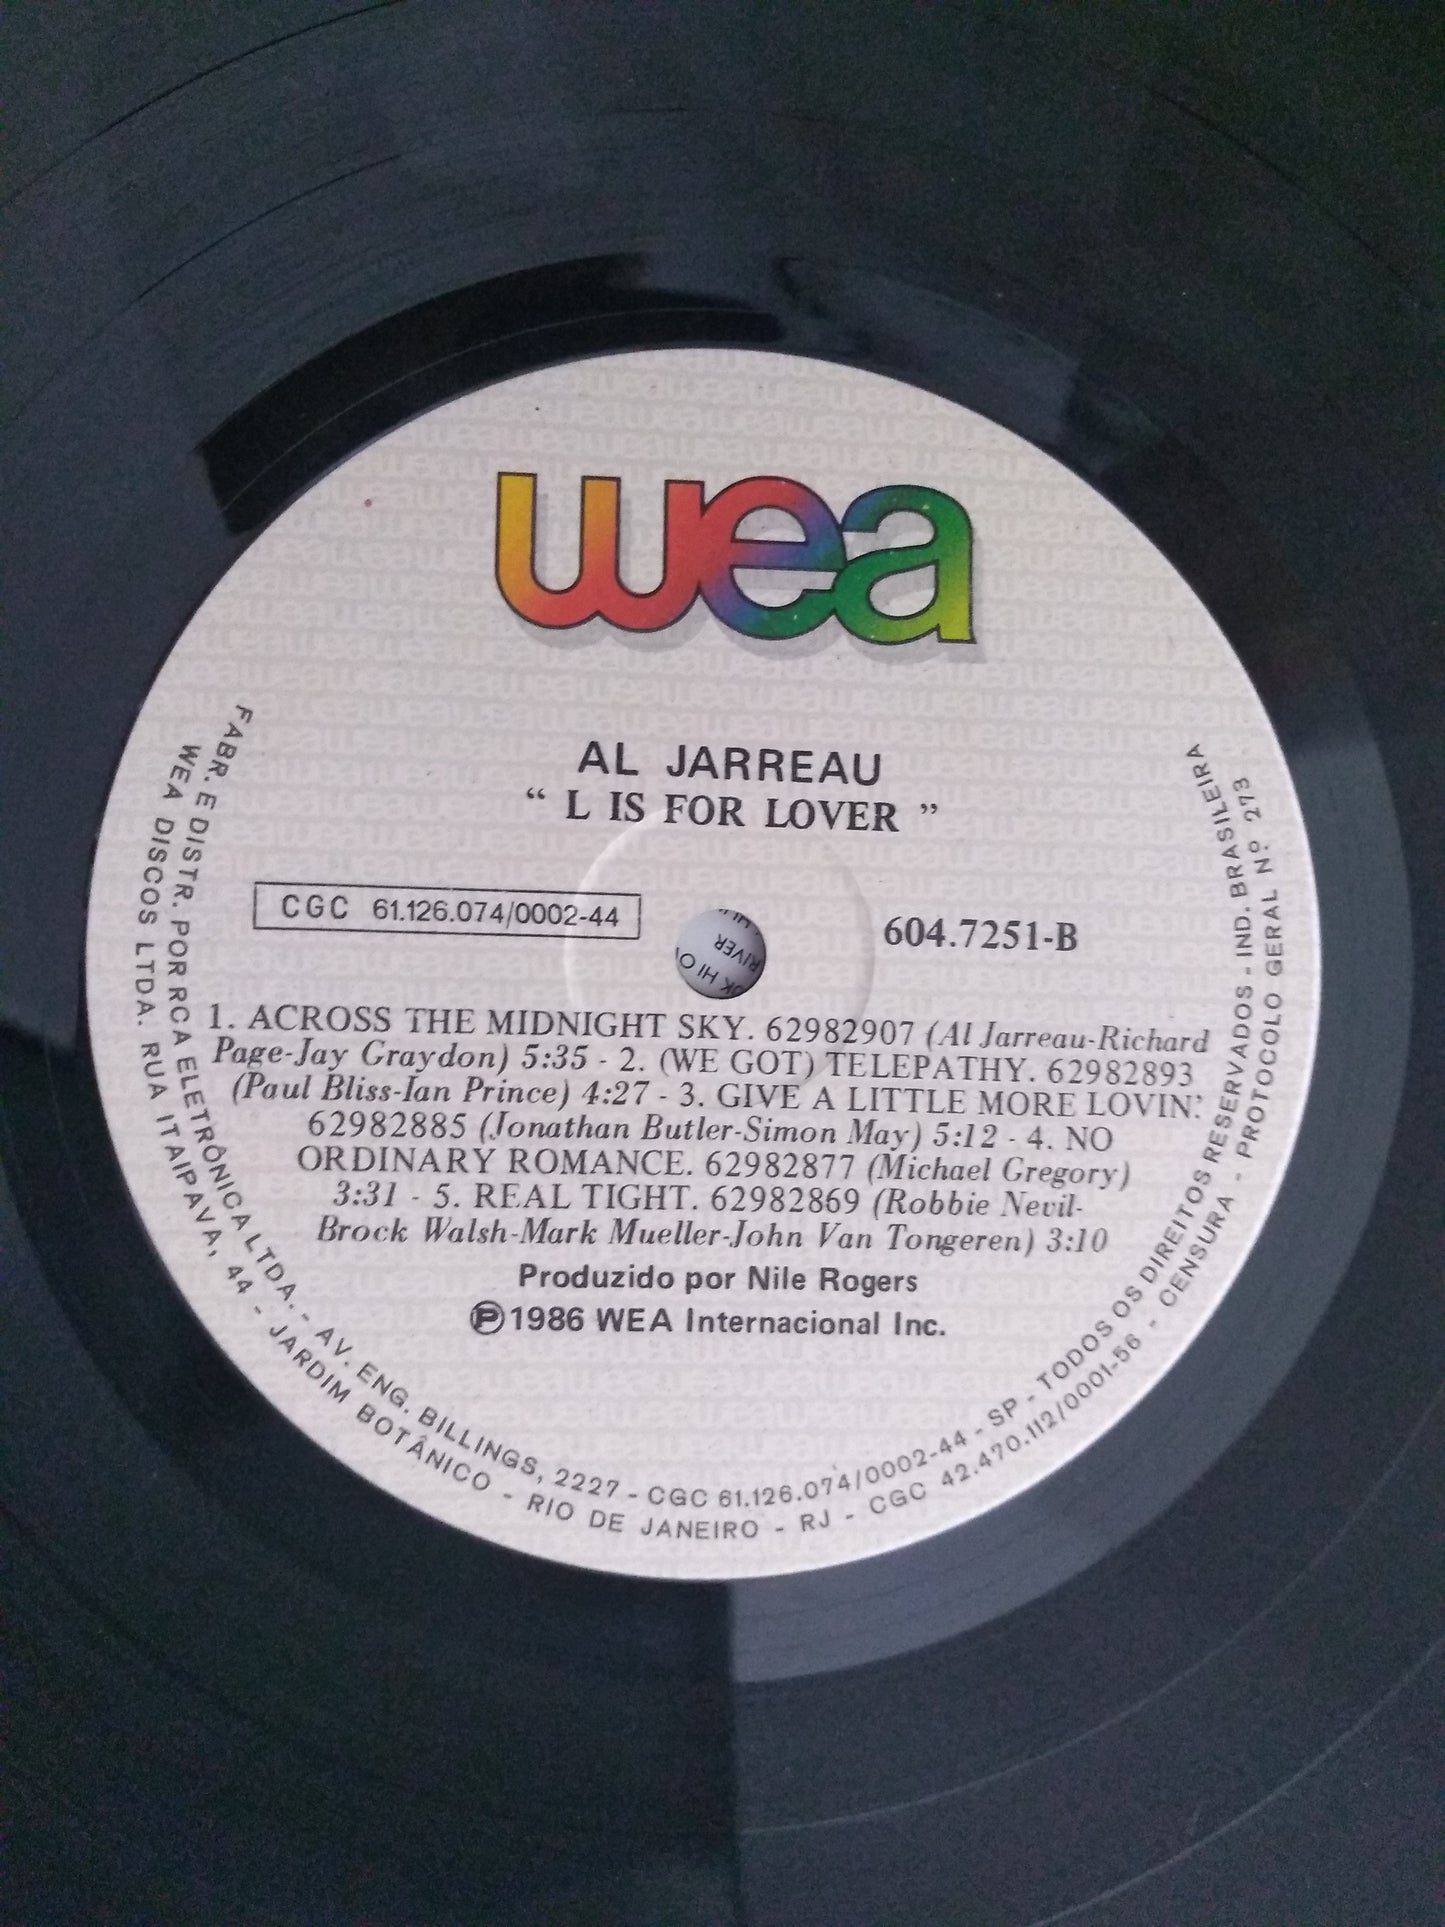 wea
AL JARREAU
“ L IS FOR LOVER ”
CGC 61.126.074/0002-44
604.7251-B
1. ACROSS THE MIDNIGHT SKY. 62982907 (Al Jarreau-Richard
Page-Jay Graydon) 5:35 - 2. (WE GOT) TELEPATHY. 62982893
(Paul Bliss-Ian Prince) 4:27 - 3. GIVE A LITTLE MORE LOVIN'.
62982885 (Jonathan Butler-Simon May) 5:12 - 4. NO
ORDINARY ROMANCE. 62982877 (Michael Gregory)
3:31 - 5. REAL TIGHT. 62982869 (Robbie Nevil-
Brock Walsh-Mark Mueller-John Van Tongeren) 3:10
Produzido por Nile Rogers
℗1986 WEA Internacional Inc.
FABR. E DISTR. POR RCA ELETRÔNICA LTDA. - AV. ENG. BILLINGS, 2227 - CGC 61.126.074/0002-44 - SP - TODOS OS DIREITOS RESERVADOS - IND. BRASILEIRA
WEA DISCOS LTDA. RUA ITAIPAVA, 44 - JARDIM BOTÂNICO - RIO DE JANEIRO - RJ - CGC 42.470.112/0001-56 - CENSURA - PROTOCOLO GERAL Nº 273
RIVER
HI